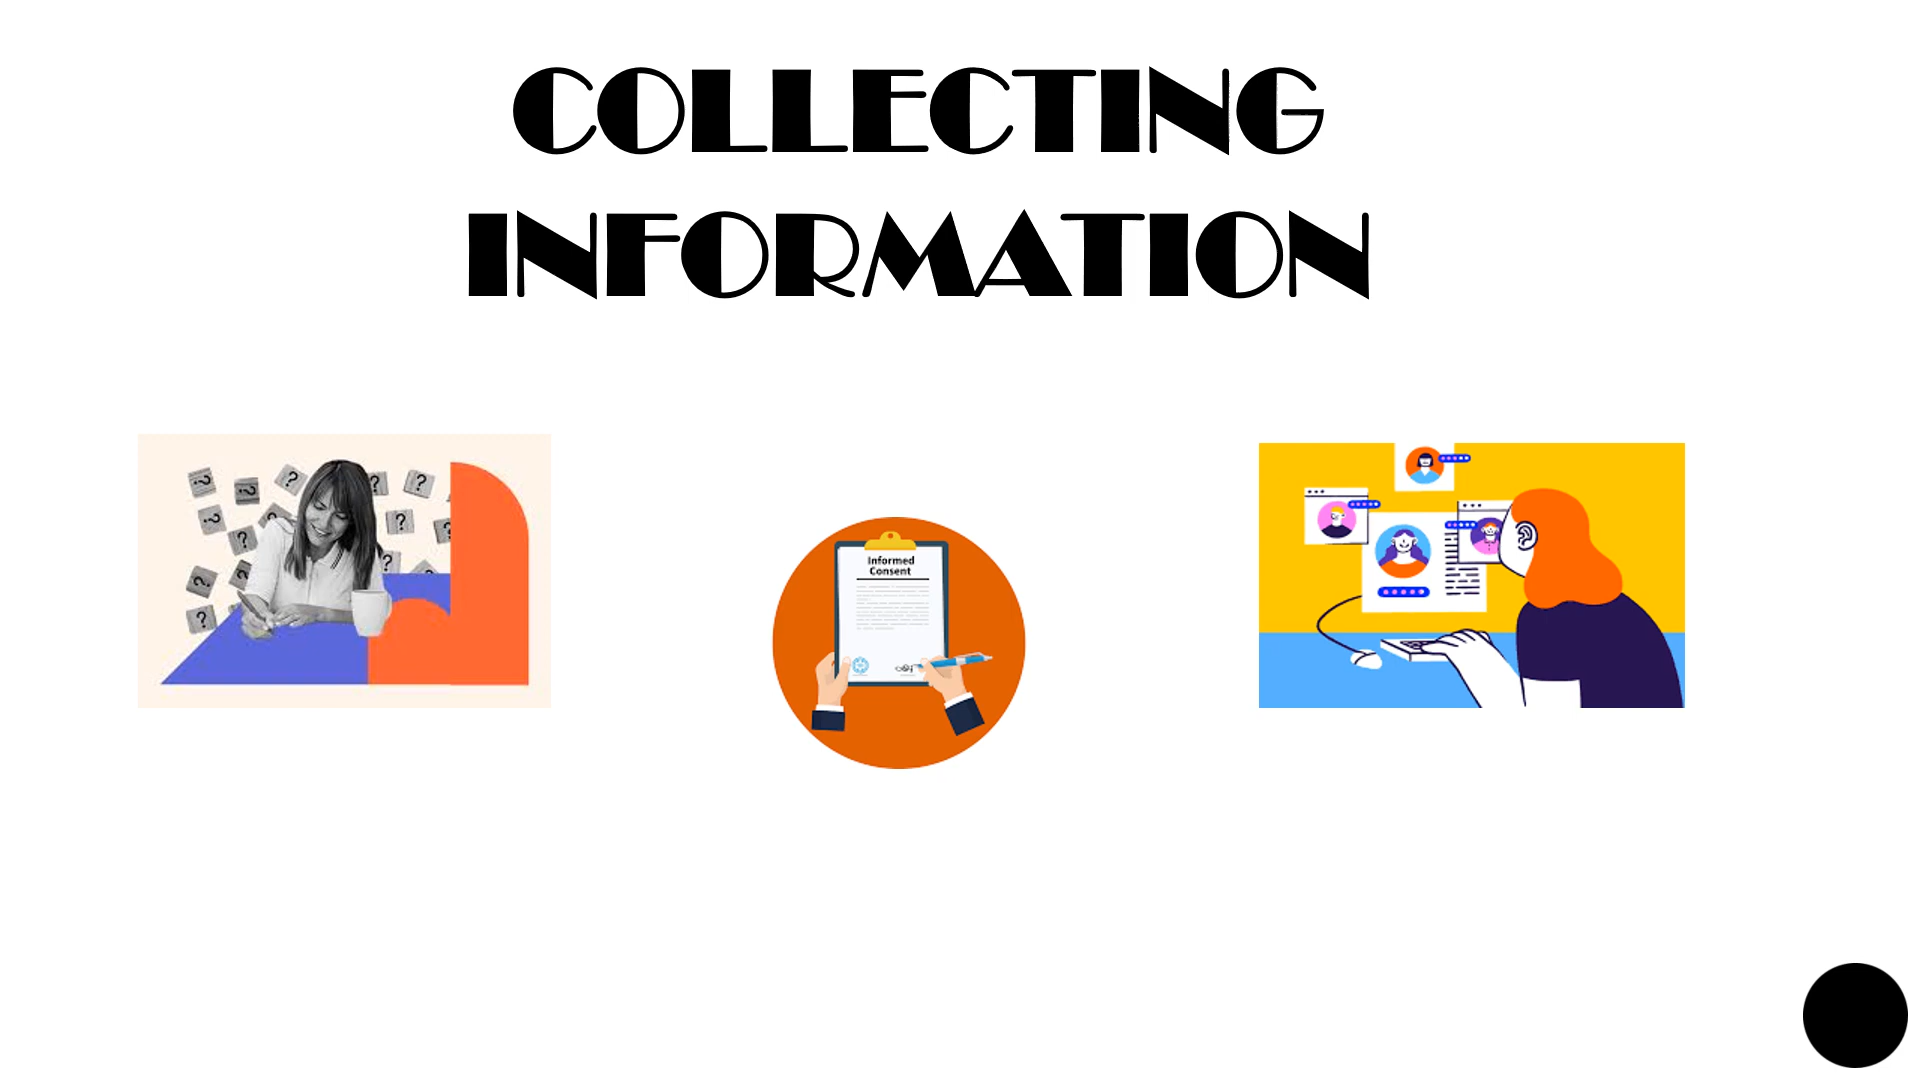 COLLECTING
INFORMATION
? ? ? ? ?
? ? ? ?
? ?
? ? ?
?
Informed
Consent